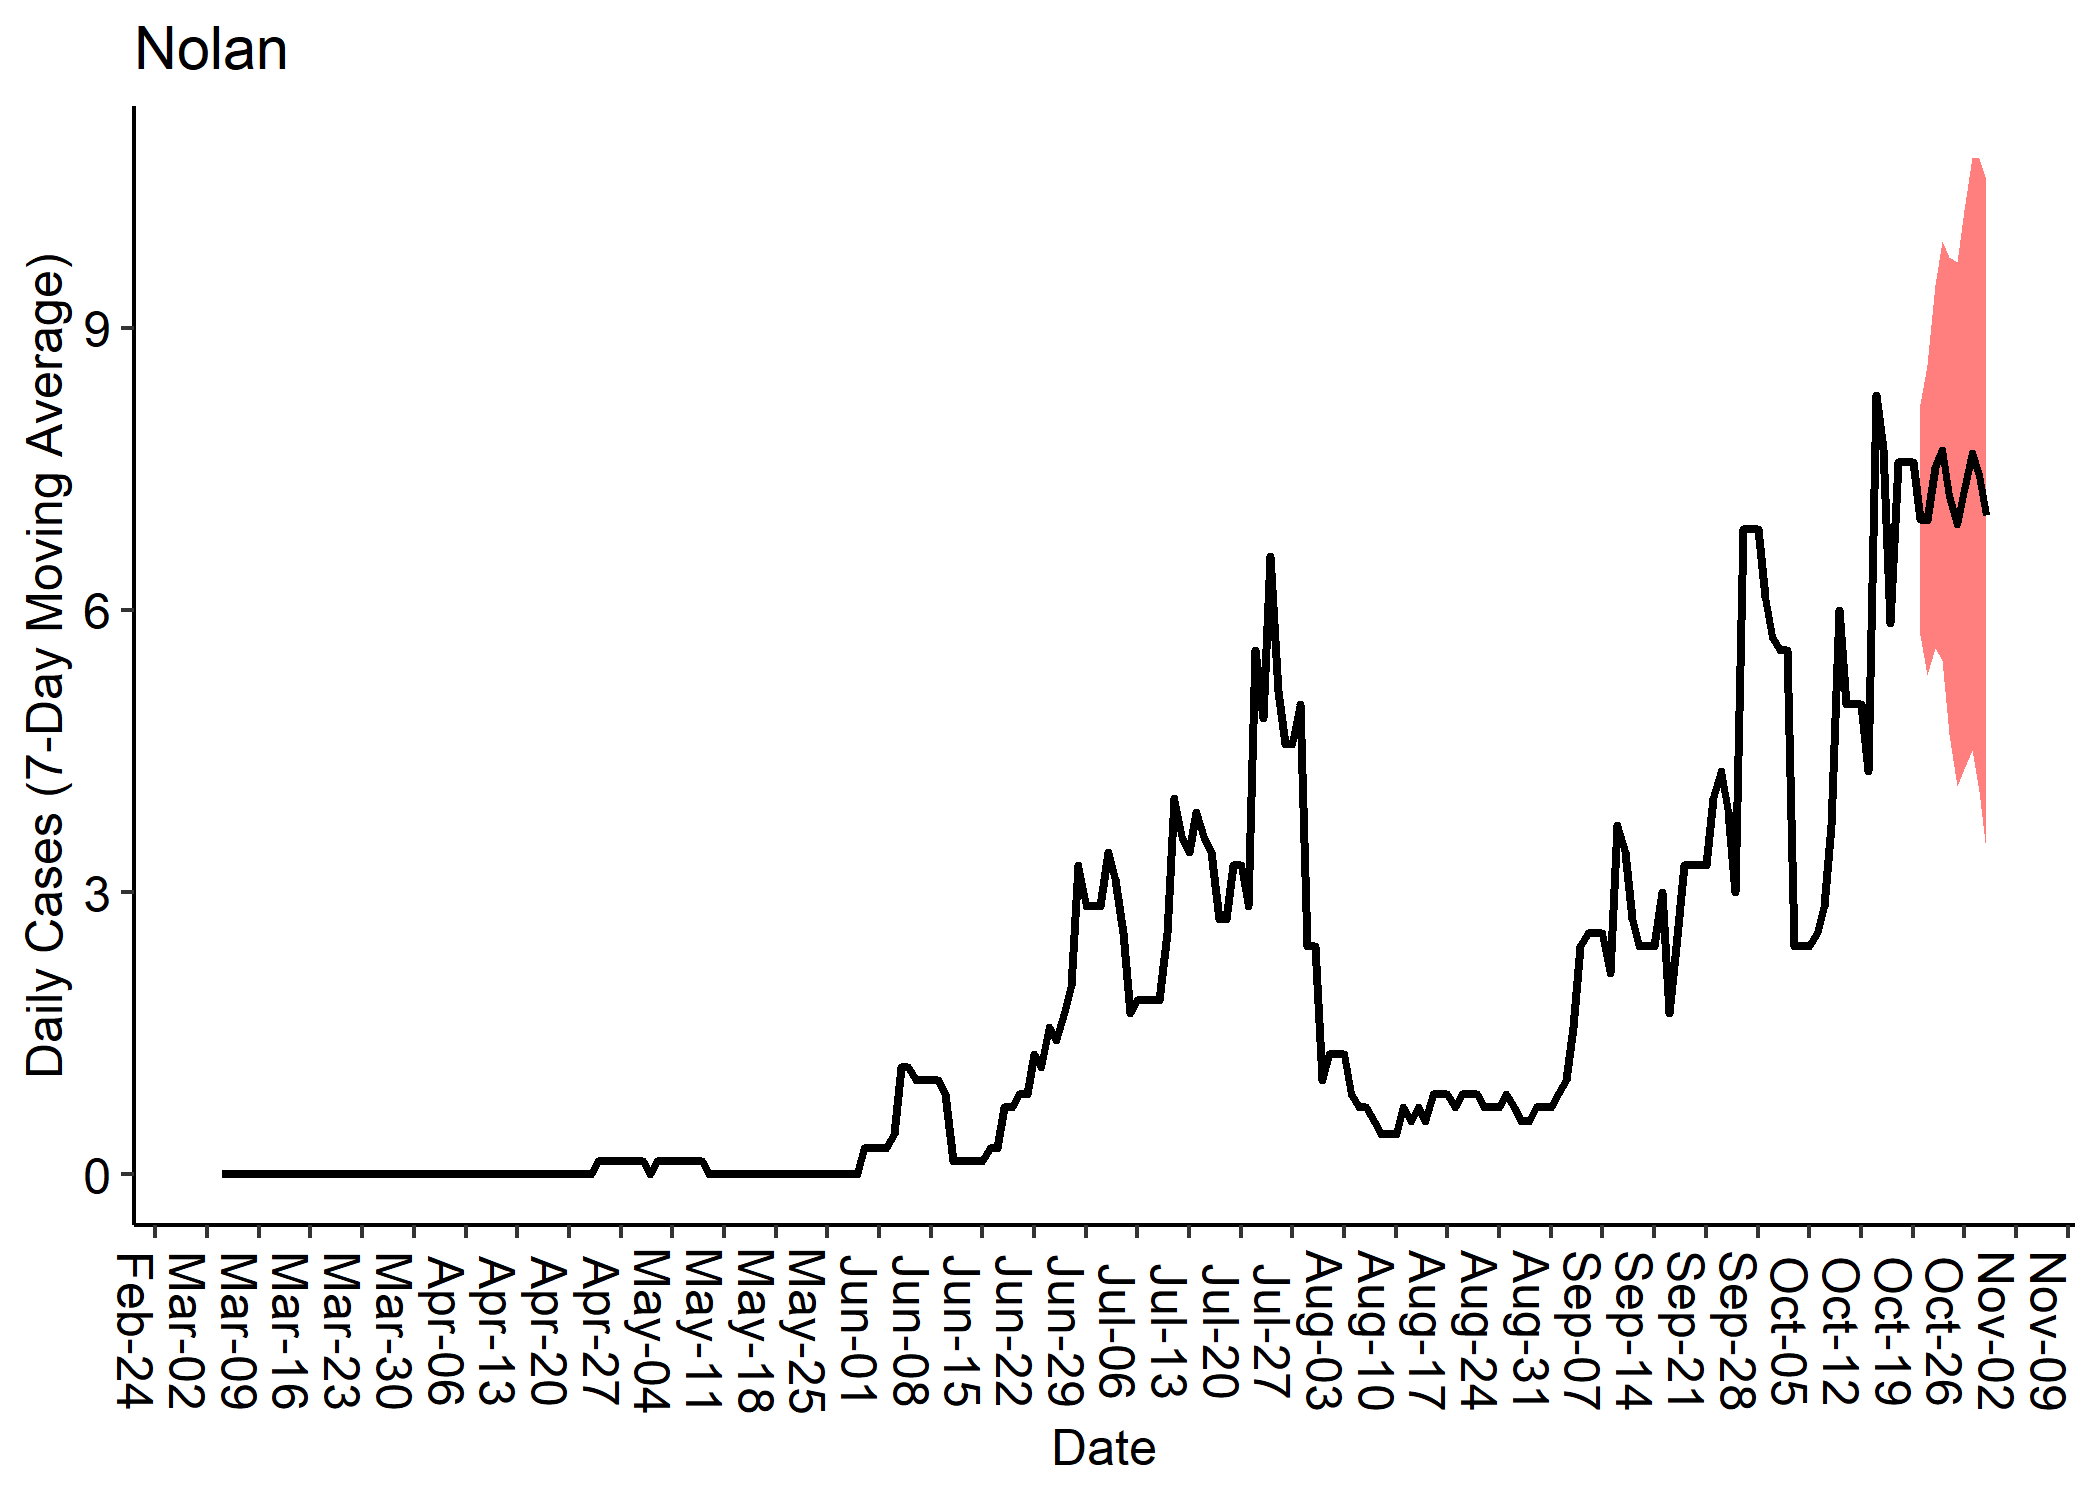 Nolan
Daily Cases (7-Day Moving Average)
9
6
3
0
Feb-24
Mar-02
Mar-09
Mar-16
Mar-23
Mar-30
Apr-06
Apr-13
Apr-20
Apr-27
May-04
May-11
May-18
May-25
Jun-01
Jun-08
Jun-15
Jun-22
Jun-29
Jul-06
Jul-13
Jul-20
Jul-27
Aug-03
Aug-10
Aug-17
Aug-24
Aug-31
Sep-07
Sep-14
Sep-21
Sep-28
Oct-05
Oct-12
Oct-19
Oct-26
Nov-02
Nov-09
Date